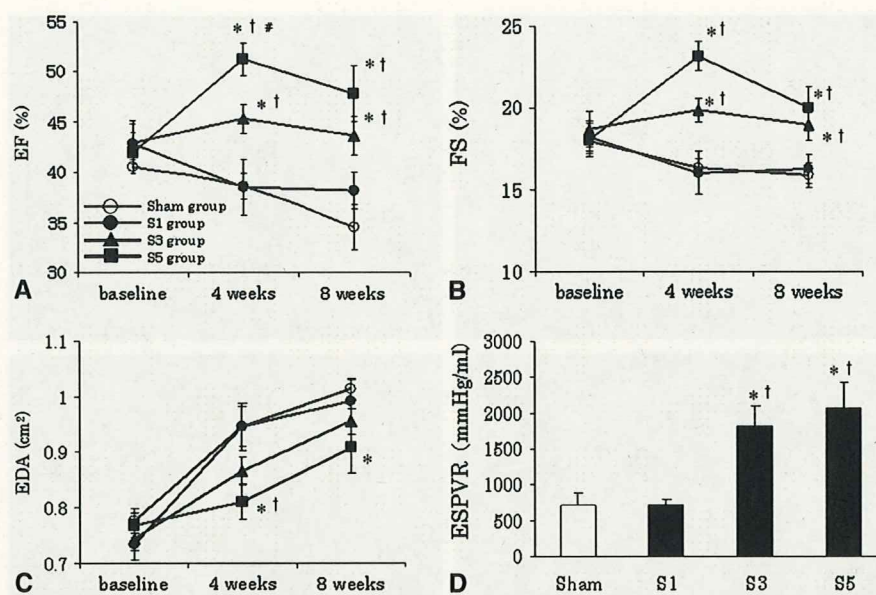 55
50
45
40
35
30
EF (%)
* † #
* †
* †
* †
Sham group
S1 group
S3 group
S5 group
A
baseline 4 weeks 8 weeks
25
20
15
10
FS (%)
*†
*†
*†
*†
B
baseline 4 weeks 8 weeks
1.1
1
0.9
0.8
0.7
EDA (cm²)
*
*†
C
baseline 4 weeks 8 weeks
3000
2500
2000
1500
1000
500
0
ESPVR (mmHg/ml)
* †
* †
D
Sham S1 S3 S5